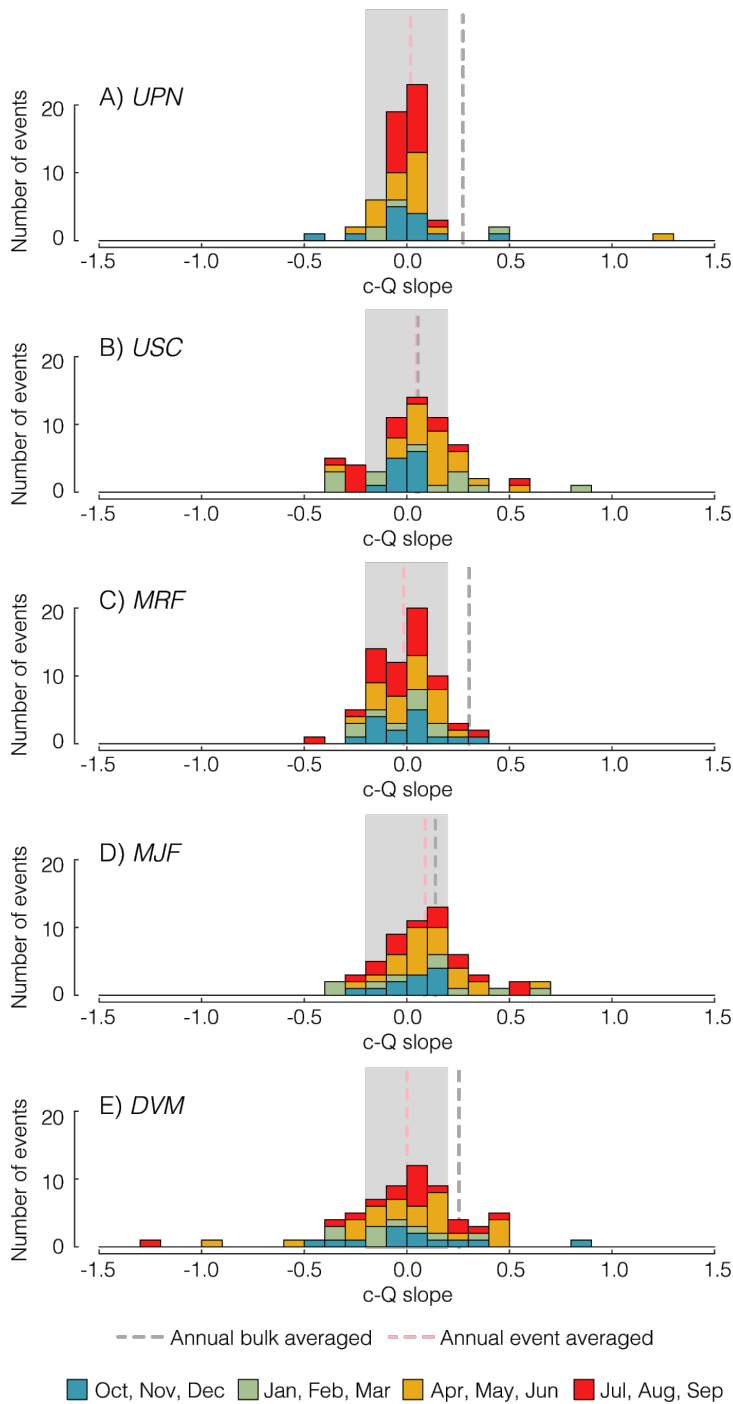 A) UPN
Number of events
20
10
0
-1.5 -1.0 -0.5 0.0 0.5 1.0 1.5
c-Q slope
B) USC
Number of events
20
10
0
-1.5 -1.0 -0.5 0.0 0.5 1.0 1.5
c-Q slope
C) MRF
Number of events
20
10
0
-1.5 -1.0 -0.5 0.0 0.5 1.0 1.5
c-Q slope
D) MJF
Number of events
20
10
0
-1.5 -1.0 -0.5 0.0 0.5 1.0 1.5
c-Q slope
E) DVM
Number of events
20
10
0
-1.5 -1.0 -0.5 0.0 0.5 1.0 1.5
c-Q slope
Annual bulk averaged Annual event averaged
Oct, Nov, Dec Jan, Feb, Mar Apr, May, Jun Jul, Aug, Sep